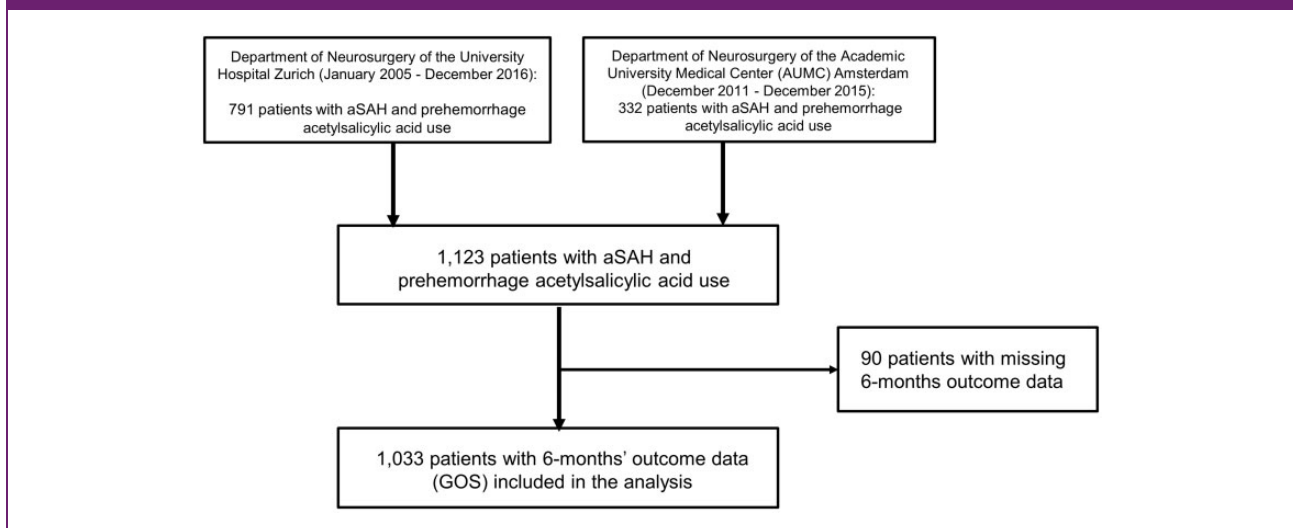 Department of Neurosurgery of the University
Hospital Zurich (January 2005 - December 2016):
791 patients with aSAH and prehemorrhage
acetylsalicylic acid use
Department of Neurosurgery of the Academic
University Medical Center (AUMC) Amsterdam
(December 2011 - December 2015):
332 patients with aSAH and prehemorrhage
acetylsalicylic acid use
1,123 patients with aSAH and
prehemorrhage acetylsalicylic acid use
90 patients with missing
6-months outcome data
1,033 patients with 6-months’ outcome data
(GOS) included in the analysis